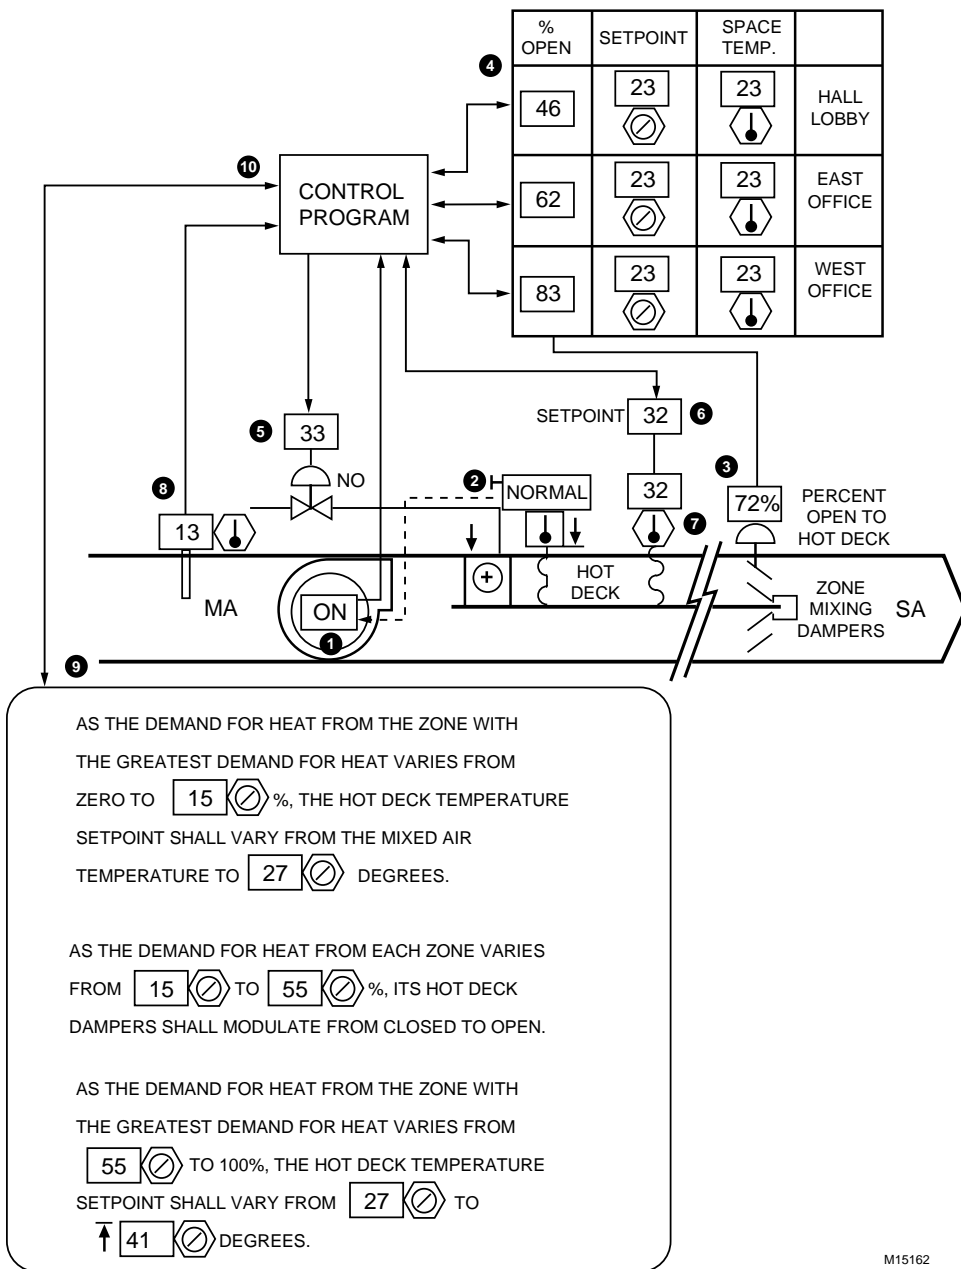 % OPEN
SETPOINT
SPACE TEMP.
4
46
23
23
HALL LOBBY
10
CONTROL PROGRAM
62
23
23
EAST OFFICE
83
23
23
WEST OFFICE
SETPOINT 32 6
5 33
NO
2 NORMAL
32
7
3
72%
PERCENT OPEN TO HOT DECK
8
13
MA
ON
1
+
HOT DECK
ZONE MIXING DAMPERS
SA
9
AS THE DEMAND FOR HEAT FROM THE ZONE WITH
THE GREATEST DEMAND FOR HEAT VARIES FROM
ZERO TO 15 %, THE HOT DECK TEMPERATURE
SETPOINT SHALL VARY FROM THE MIXED AIR
TEMPERATURE TO 27 DEGREES.
AS THE DEMAND FOR HEAT FROM EACH ZONE VARIES
FROM 15 TO 55 %, ITS HOT DECK
DAMPERS SHALL MODULATE FROM CLOSED TO OPEN.
AS THE DEMAND FOR HEAT FROM THE ZONE WITH
THE GREATEST DEMAND FOR HEAT VARIES FROM
55 TO 100%, THE HOT DECK TEMPERATURE
SETPOINT SHALL VARY FROM 27 TO
41 DEGREES.
M15162